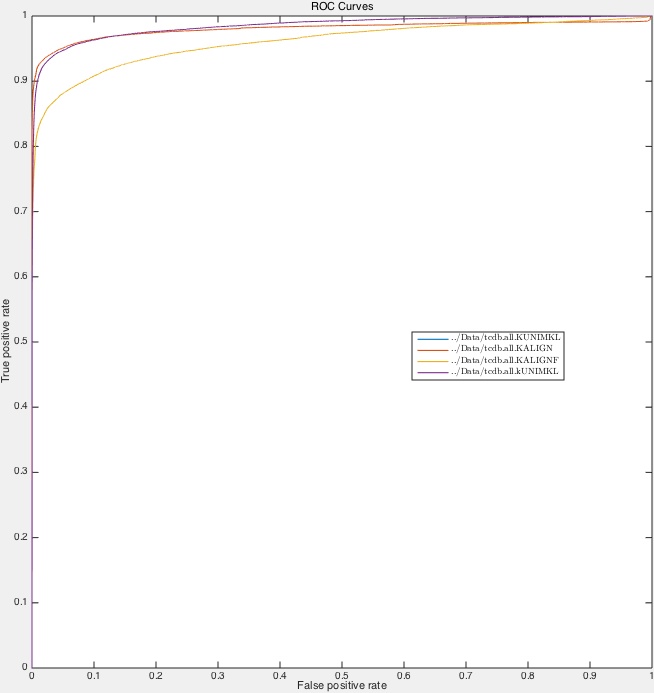 ROC Curves
1
0.9
0.8
0.7
0.6
0.5
0.4
0.3
0.2
0.1
0
True positive rate
../Data/tcdb.all.KUNIMKL
../Data/tcdb.all.KALIGN
../Data/tcdb.all.KALIGNF
../Data/tcdb.all.kUNIMKL
0 0.1 0.2 0.3 0.4 0.5 0.6 0.7 0.8 0.9 1
False positive rate